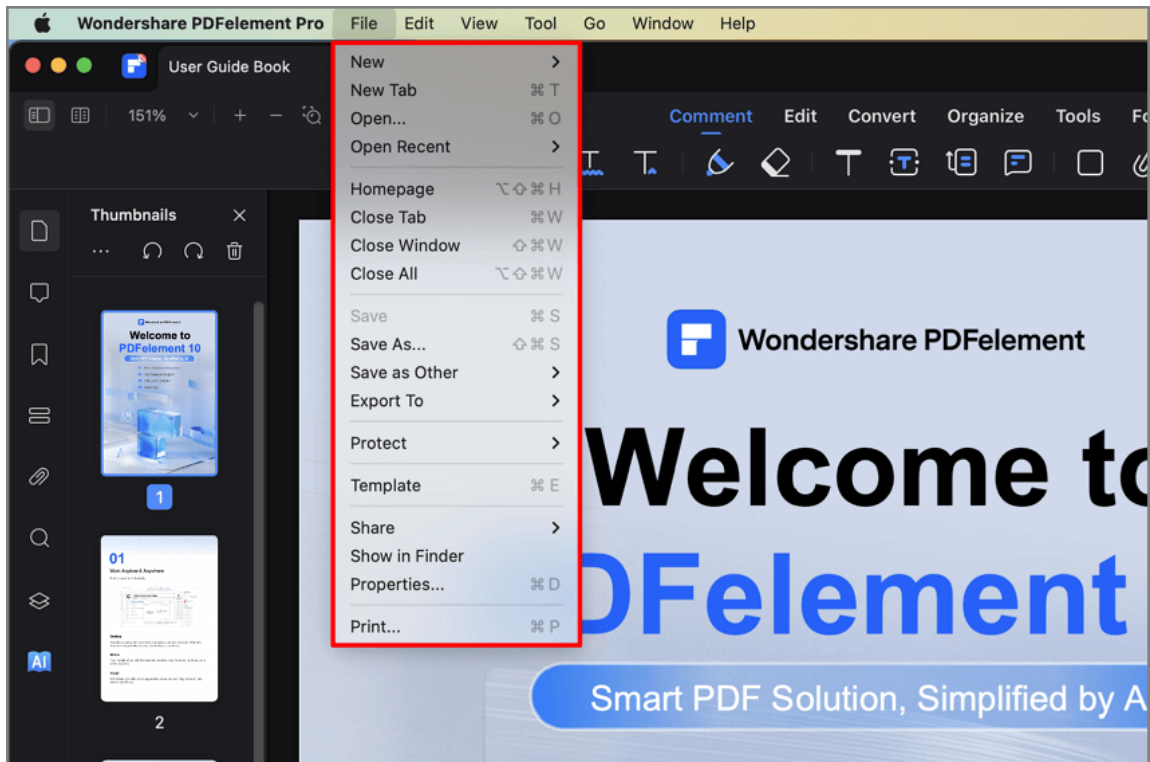 Wondershare PDFelement Pro File Edit View Tool Go Window Help
User Guide Book
151%
Comment Edit Convert Organize Tools
Thumbnails
New
New Tab ⌘ T
Open... ⌘ O
Open Recent
Homepage ⌥⇧⌘ H
Close Tab ⌘ W
Close Window ⇧⌘ W
Close All ⌥⇧⌘ W
Save ⌘ S
Save As... ⇧⌘ S
Save as Other
Export To
Protect
Template ⌘ E
Share
Show in Finder
Properties... ⌘ D
Print... ⌘ P
Welcome to
PDFelement 10
1
01
2
AI
Wondershare PDFelement
Welcome to
DFelement
Smart PDF Solution, Simplified by A